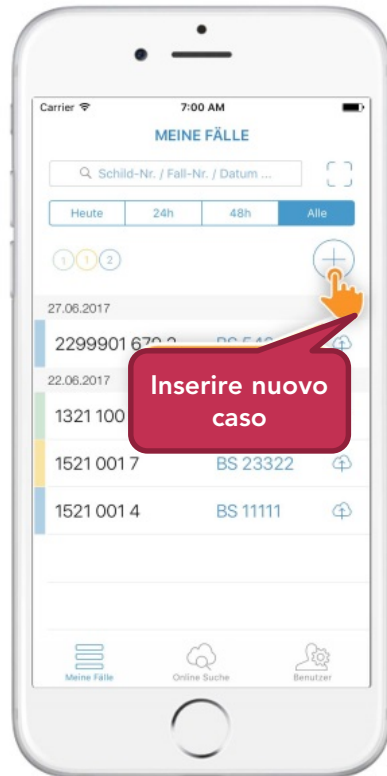 Carrier 7:00 AM
MEINE FÄLLE
Schild-Nr. / Fall-Nr. / Datum ...
Heute 24h 48h Alle
1 1 2
27.06.2017
2299901
22.06.2017
Inserire nuovo
caso
1321 100
1521 001 7 BS 23322
1521 001 4 BS 11111
Meine Fälle Online Suche Benutzer